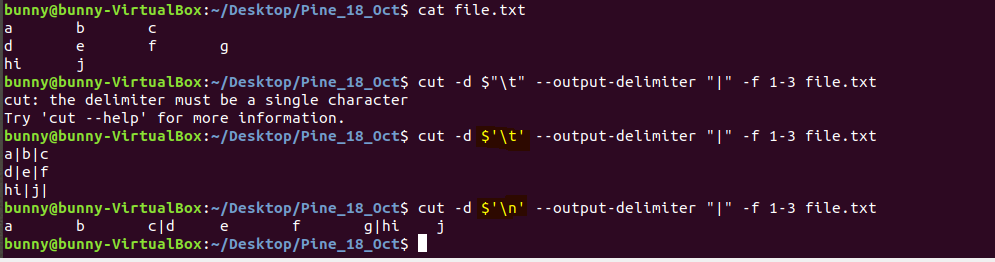 bunny@bunny-VirtualBox:~/Desktop/Pine_18_Oct$ cat file.txt
a       b       c
d       e       f       g
hi      j
bunny@bunny-VirtualBox:~/Desktop/Pine_18_Oct$ cut -d $"\t" --output-delimiter "|" -f 1-3 file.txt
cut: the delimiter must be a single character
Try 'cut --help' for more information.
bunny@bunny-VirtualBox:~/Desktop/Pine_18_Oct$ cut -d $'\t' --output-delimiter "|" -f 1-3 file.txt
a|b|c
d|e|f
hi|j|
bunny@bunny-VirtualBox:~/Desktop/Pine_18_Oct$ cut -d $'\n' --output-delimiter "|" -f 1-3 file.txt
a       b       c|d     e       f       g|hi    j
bunny@bunny-VirtualBox:~/Desktop/Pine_18_Oct$